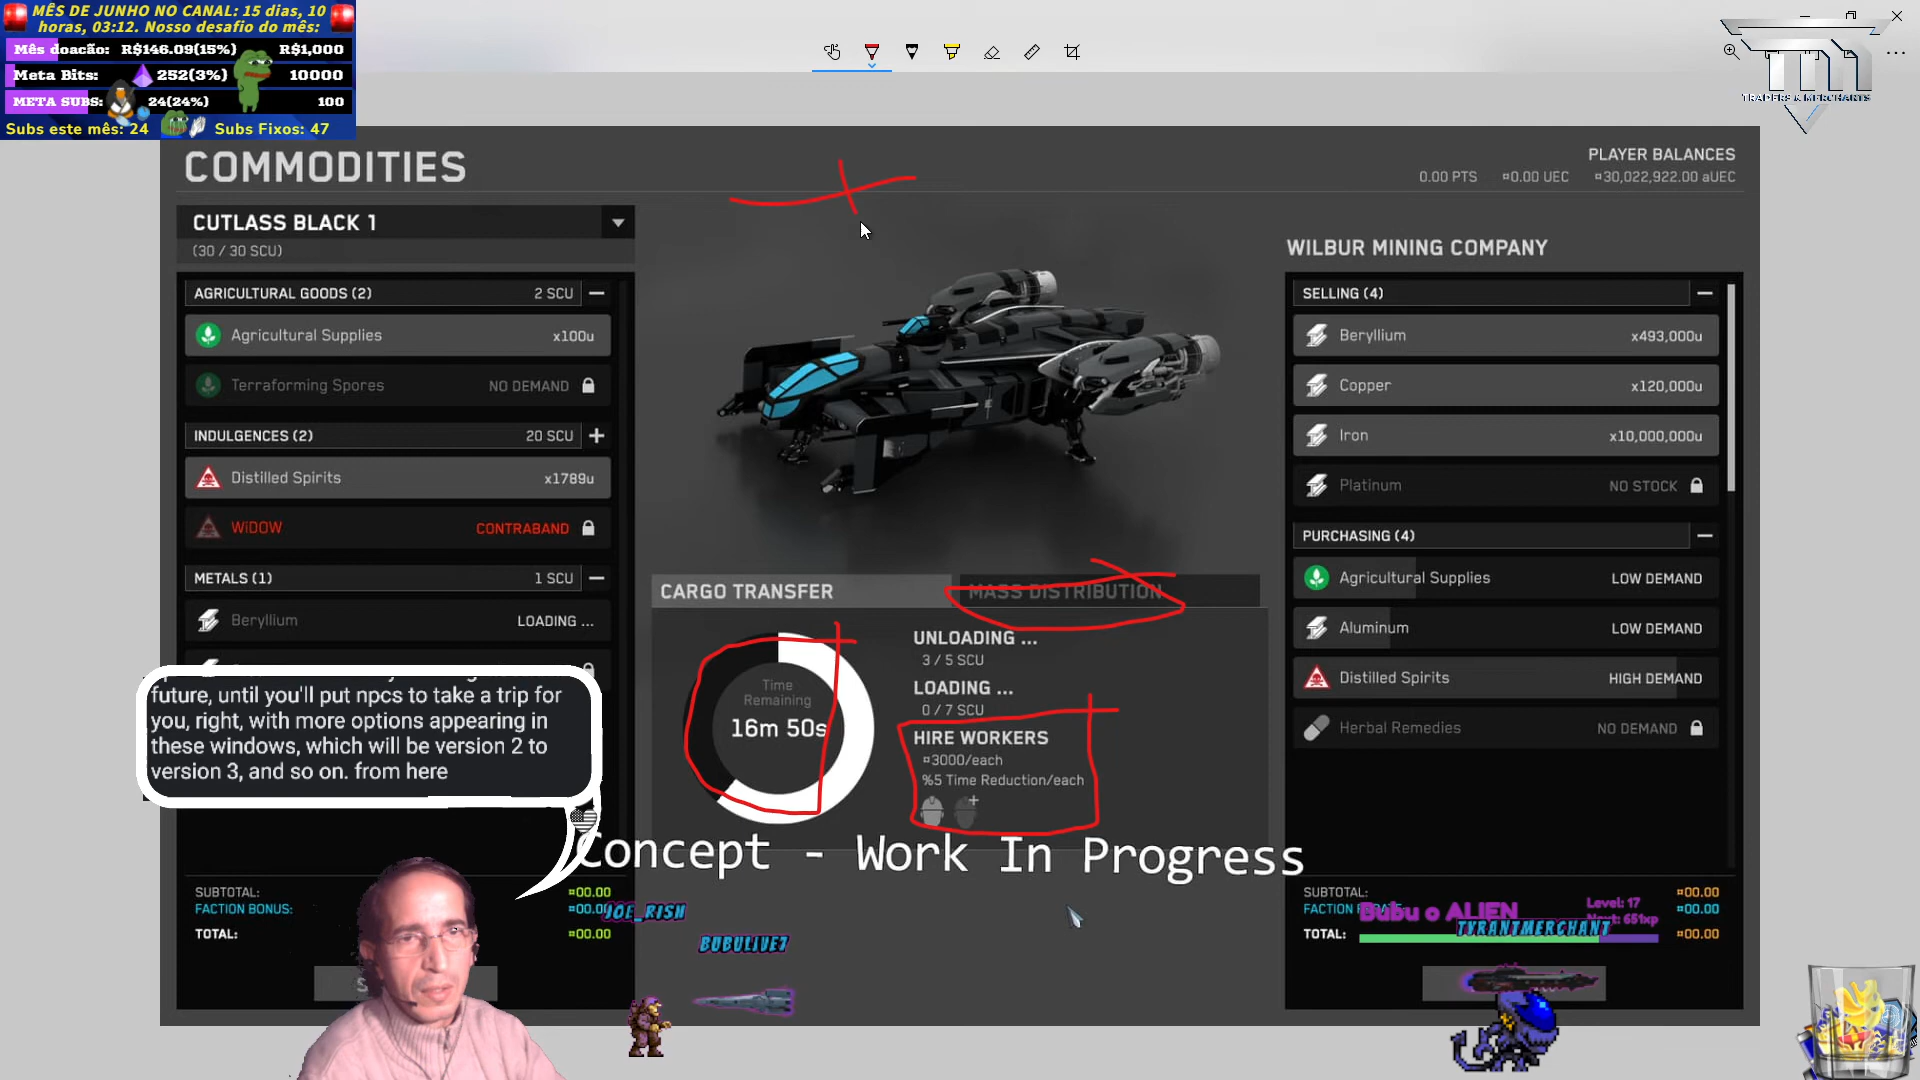 MÊS DE JUNHO NO CANAL: 15 dias, 10
horas, 03:12. Nosso desafio do mês:
Mês doacão: R$146.09(15%) R$1,000
Meta Bits: 252(3%) 10000
META SUBS: 24(24%) 100
Subs este mês: 24 Subs Fixos: 47
TRADERS & MERCHANTS
COMMODITIES
PLAYER BALANCES
0.00 PTS ¤0.00 UEC ¤30,022,922.00 aUEC
CUTLASS BLACK 1
(30 / 30 SCU)
AGRICULTURAL GOODS (2) 2 SCU
Agricultural Supplies x100u
Terraforming Spores NO DEMAND
INDULGENCES (2) 20 SCU
Distilled Spirits x1789u
WiDOW CONTRABAND
METALS (1) 1 SCU
Beryllium LOADING ...
future, until you'll put npcs to take a trip for
you, right, with more options appearing in
these windows, which will be version 2 to
version 3, and so on. from here
SUBTOTAL: ¤00.00
FACTION BONUS: ¤00.00
TOTAL: ¤00.00
CARGO TRANSFER
MASS DISTRIBUTION
Time
Remaining
16m 50s
UNLOADING ...
3 / 5 SCU
LOADING ...
0 / 7 SCU
HIRE WORKERS
¤3000/each
%5 Time Reduction/each
Concept - Work In Progress
JOE_RISH
BUBULIVE7
WILBUR MINING COMPANY
SELLING (4)
Beryllium x493,000u
Copper x120,000u
Iron x10,000,000u
Platinum NO STOCK
PURCHASING (4)
Agricultural Supplies LOW DEMAND
Aluminum LOW DEMAND
Distilled Spirits HIGH DEMAND
Herbal Remedies NO DEMAND
SUBTOTAL: ¤00.00
FACTION ¤00.00
TOTAL: ¤00.00
Bubu o ALIEN
Level: 17
Next: 651xp
TYRANTMERCHANT